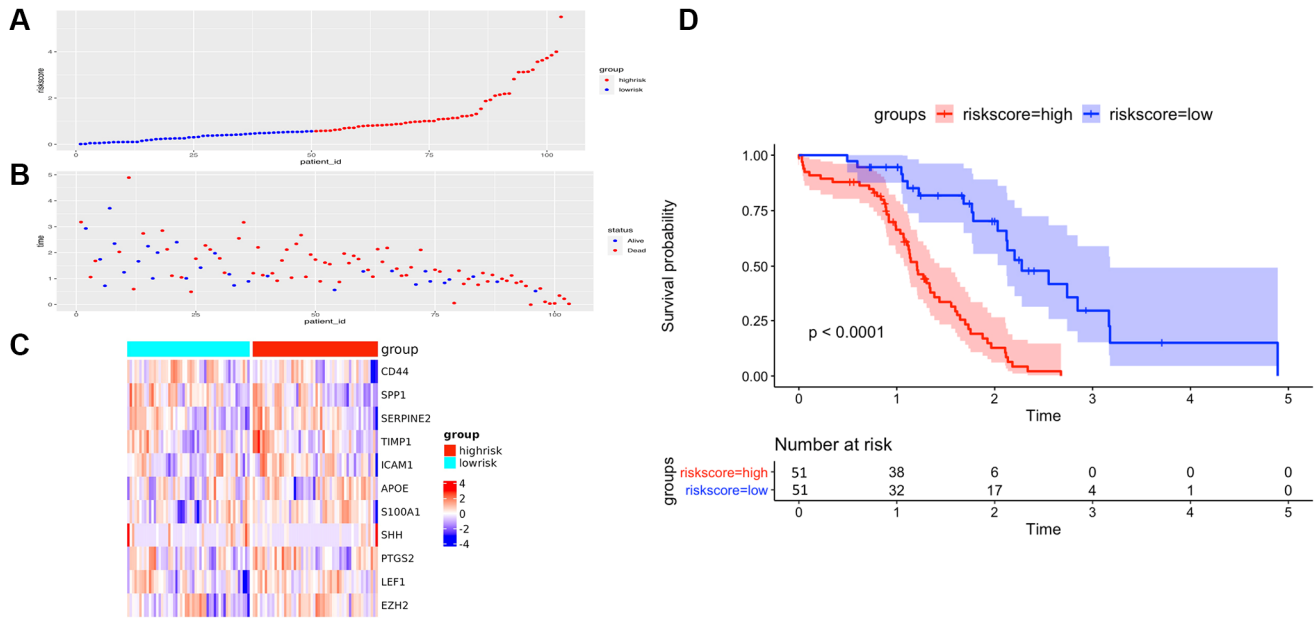 A
riskscore
4
2
0
0
25
50
75
100
patient_id
group
highrisk
lowrisk
B
time
5
4
3
2
1
0
0
25
50
75
100
patient_id
status
Alive
Dead
C
group
CD44
SPP1
SERPINE2
TIMP1
ICAM1
APOE
S100A1
SHH
PTGS2
LEF1
EZH2
group
highrisk
lowrisk
4
2
0
-2
-4
D
groups riskscore=high riskscore=low
Survival probability
1.00
0.75
0.50
0.25
0.00
p < 0.0001
0 1 2 3 4 5
Time
Number at risk
groups
riskscore=high 51 38 6 0 0 0
riskscore=low 51 32 17 4 1 0
0 1 2 3 4 5
Time